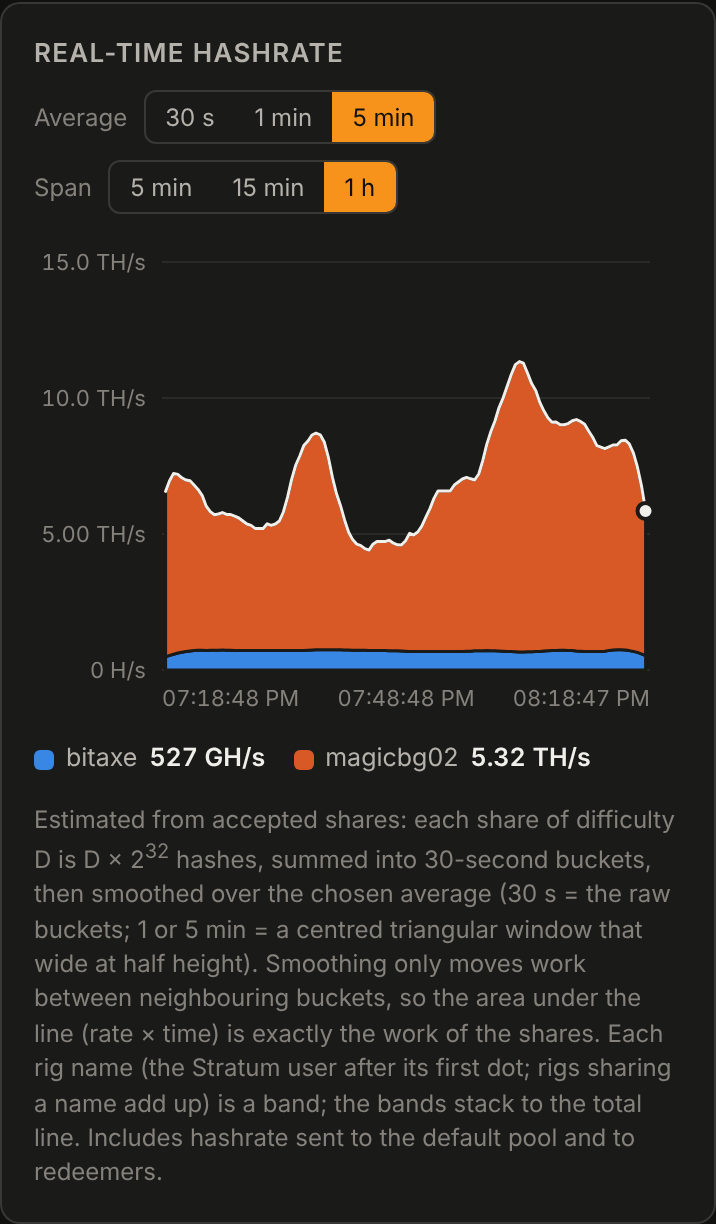 REAL-TIME HASHRATE
Average 30 s 1 min 5 min
Span 5 min 15 min 1 h
15.0 TH/s
10.0 TH/s
5.00 TH/s
0 H/s
07:18:48 PM 07:48:48 PM 08:18:47 PM
bitaxe 527 GH/s magicbg02 5.32 TH/s
Estimated from accepted shares: each share of difficulty
D is D × 2³² hashes, summed into 30-second buckets,
then smoothed over the chosen average (30 s = the raw
buckets; 1 or 5 min = a centred triangular window that
wide at half height). Smoothing only moves work
between neighbouring buckets, so the area under the
line (rate × time) is exactly the work of the shares. Each
rig name (the Stratum user after its first dot; rigs sharing
a name add up) is a band; the bands stack to the total
line. Includes hashrate sent to the default pool and to
redeemers.